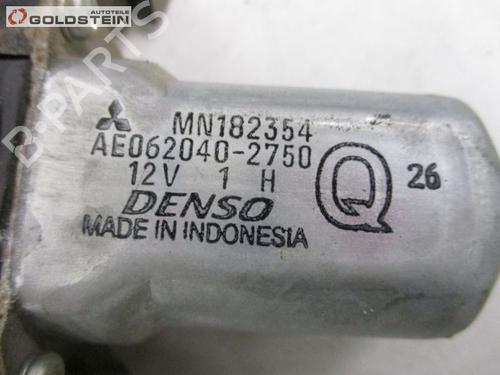 AUTOTEILE
GOLDSTEIN
B-PARTS
MN182354
AE062040-2750
12V 1 H
DENSO
MADE IN INDONESIA
Q
26